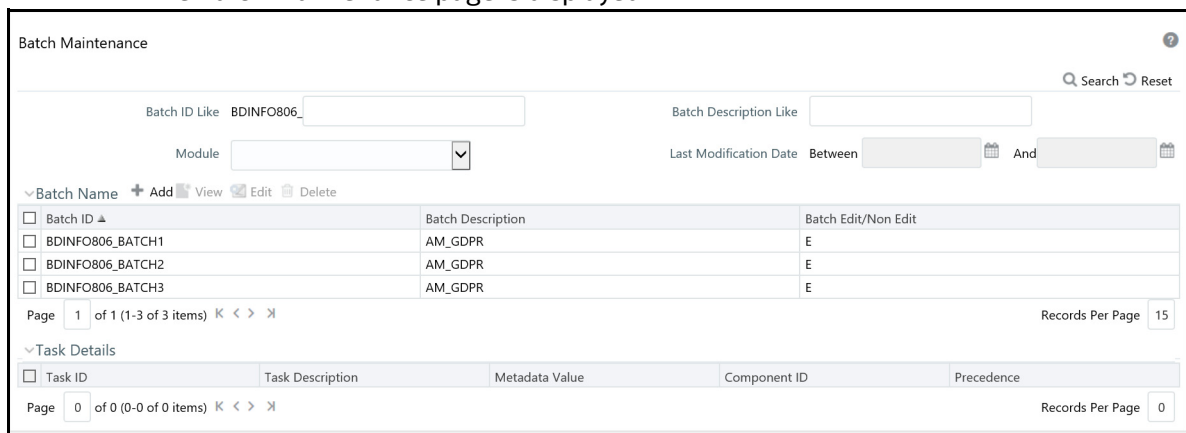 Batch Maintenance
Search Reset
Batch ID Like BDINFO806_ Batch Description Like
Module Last Modification Date Between And
Batch Name Add View Edit Delete
Batch ID Batch Description Batch Edit/Non Edit
BDINFO806_BATCH1 AM_GDPR E
BDINFO806_BATCH2 AM_GDPR E
BDINFO806_BATCH3 AM_GDPR E
Page 1 of 1 (1-3 of 3 items) Records Per Page 15
Task Details
Task ID Task Description Metadata Value Component ID Precedence
Page 0 of 0 (0-0 of 0 items) Records Per Page 0